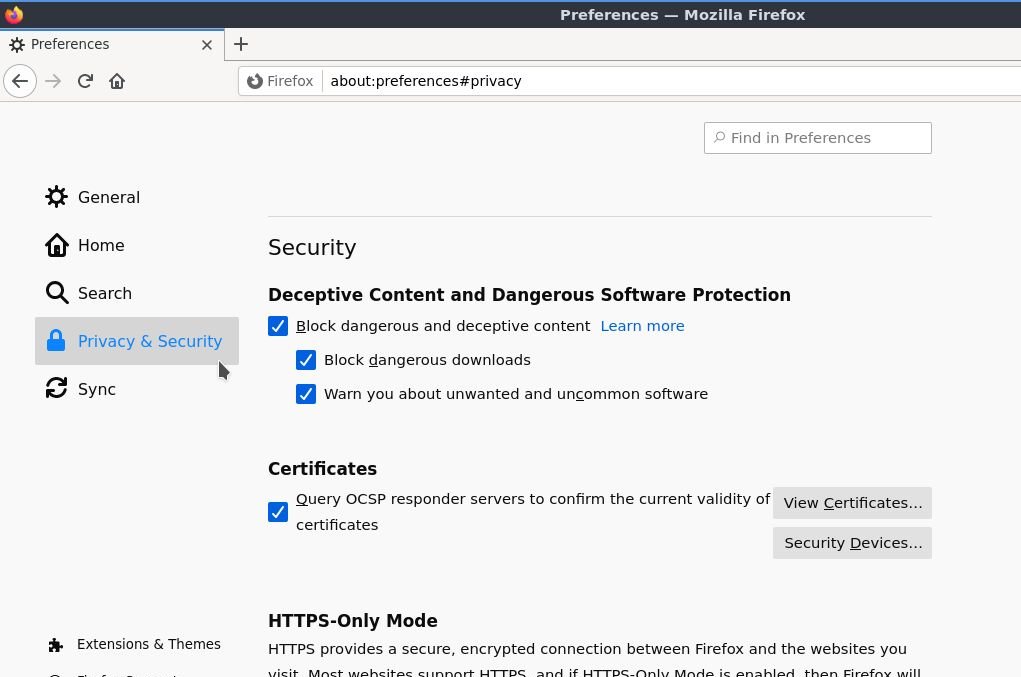 Preferences — Mozilla Firefox
Preferences
Firefox about:preferences#privacy
Find in Preferences
General
Home
Search
Privacy & Security
Sync
Extensions & Themes
Security
Deceptive Content and Dangerous Software Protection
Block dangerous and deceptive content Learn more
Block dangerous downloads
Warn you about unwanted and uncommon software
Certificates
Query OCSP responder servers to confirm the current validity of
certificates
View Certificates...
Security Devices...
HTTPS-Only Mode
HTTPS provides a secure, encrypted connection between Firefox and the websites you
visit. Most websites support HTTPS, and if HTTPS-Only Mode is enabled, then Firefox will